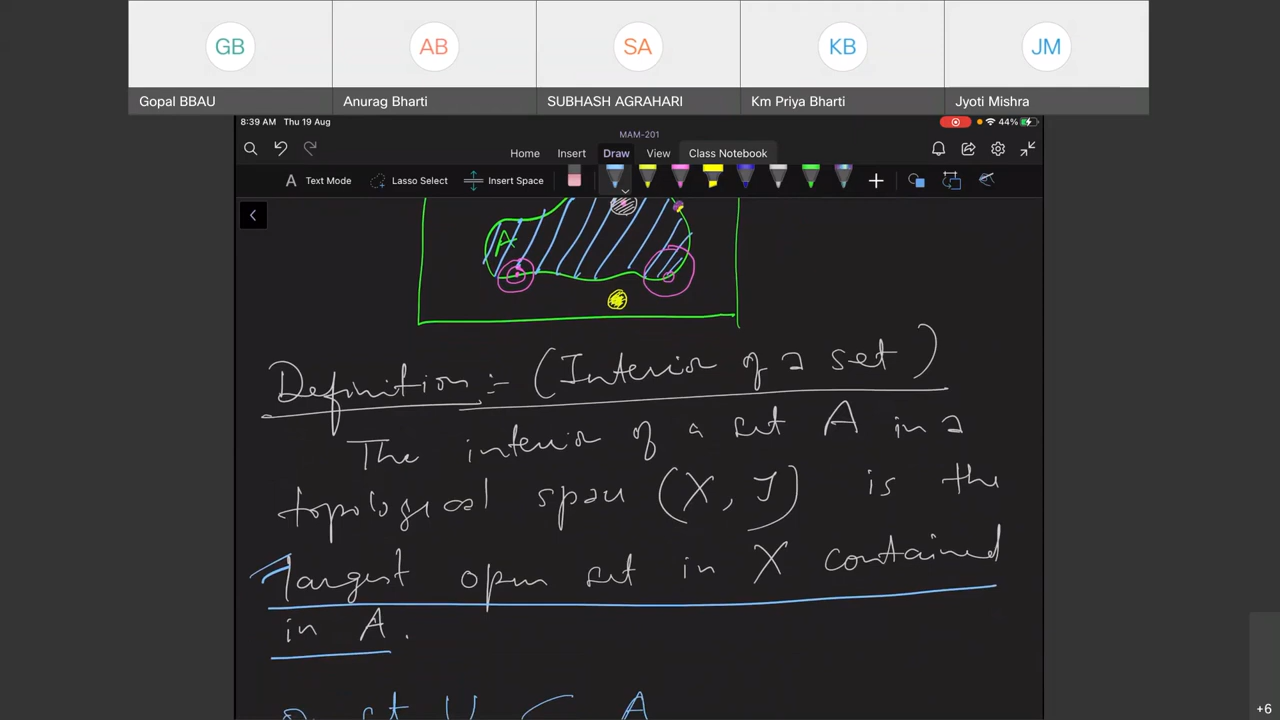 GB AB SA KB JM
Gopal BBAU Anurag Bharti SUBHASH AGRAHARI Km Priya Bharti Jyoti Mishra
8:39 AM Thu 19 Aug 44%
MAM-201
Home Insert Draw View Class Notebook
A Text Mode Lasso Select Insert Space
A
Definition :- (Interior of a set)
The interior of a set A in a
topological space (X, T) is the
largest open set in X contained
in A.
A
+6